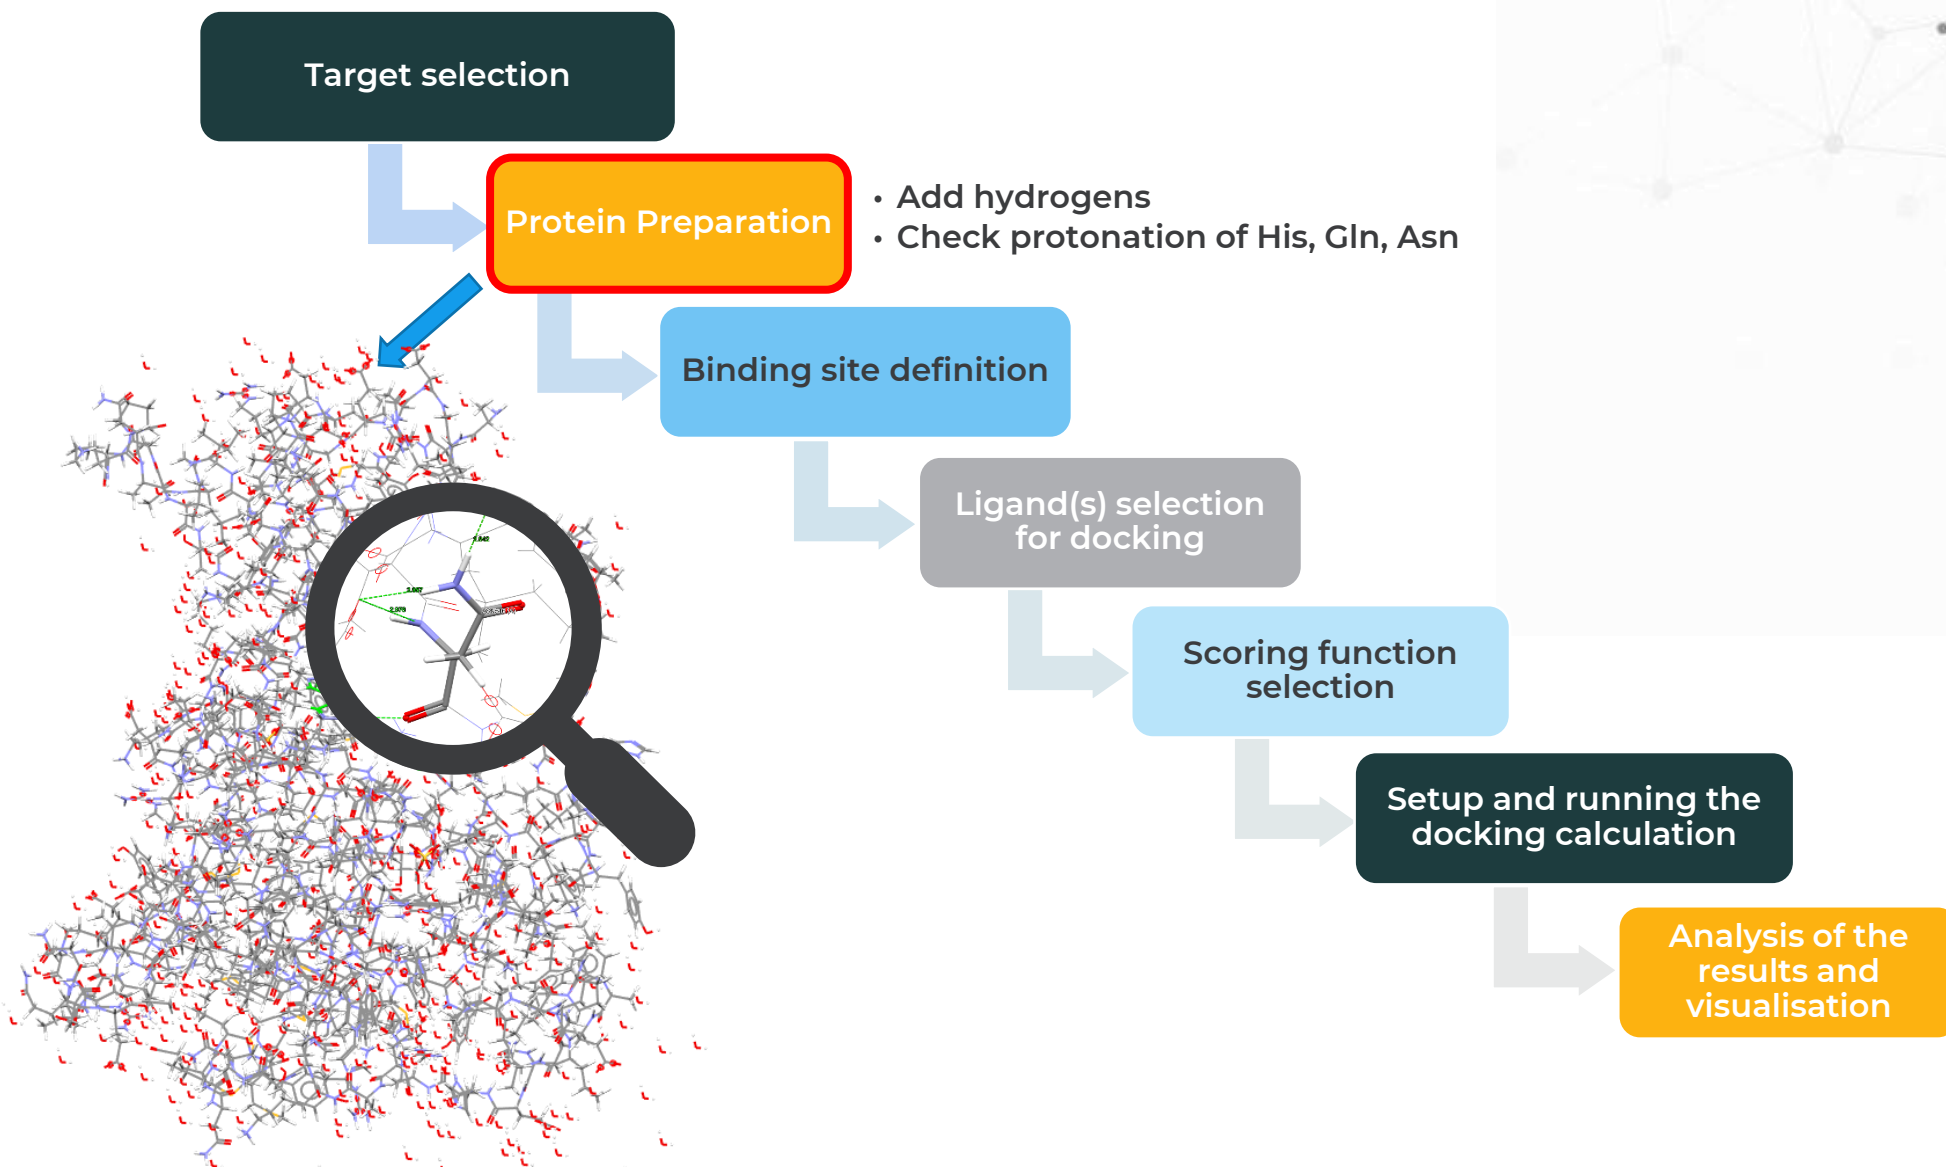 Target selection
Protein Preparation
• Add hydrogens
• Check protonation of His, Gln, Asn
Binding site definition
Ligand(s) selection
for docking
Scoring function
selection
Setup and running the
docking calculation
Analysis of the
results and
visualisation